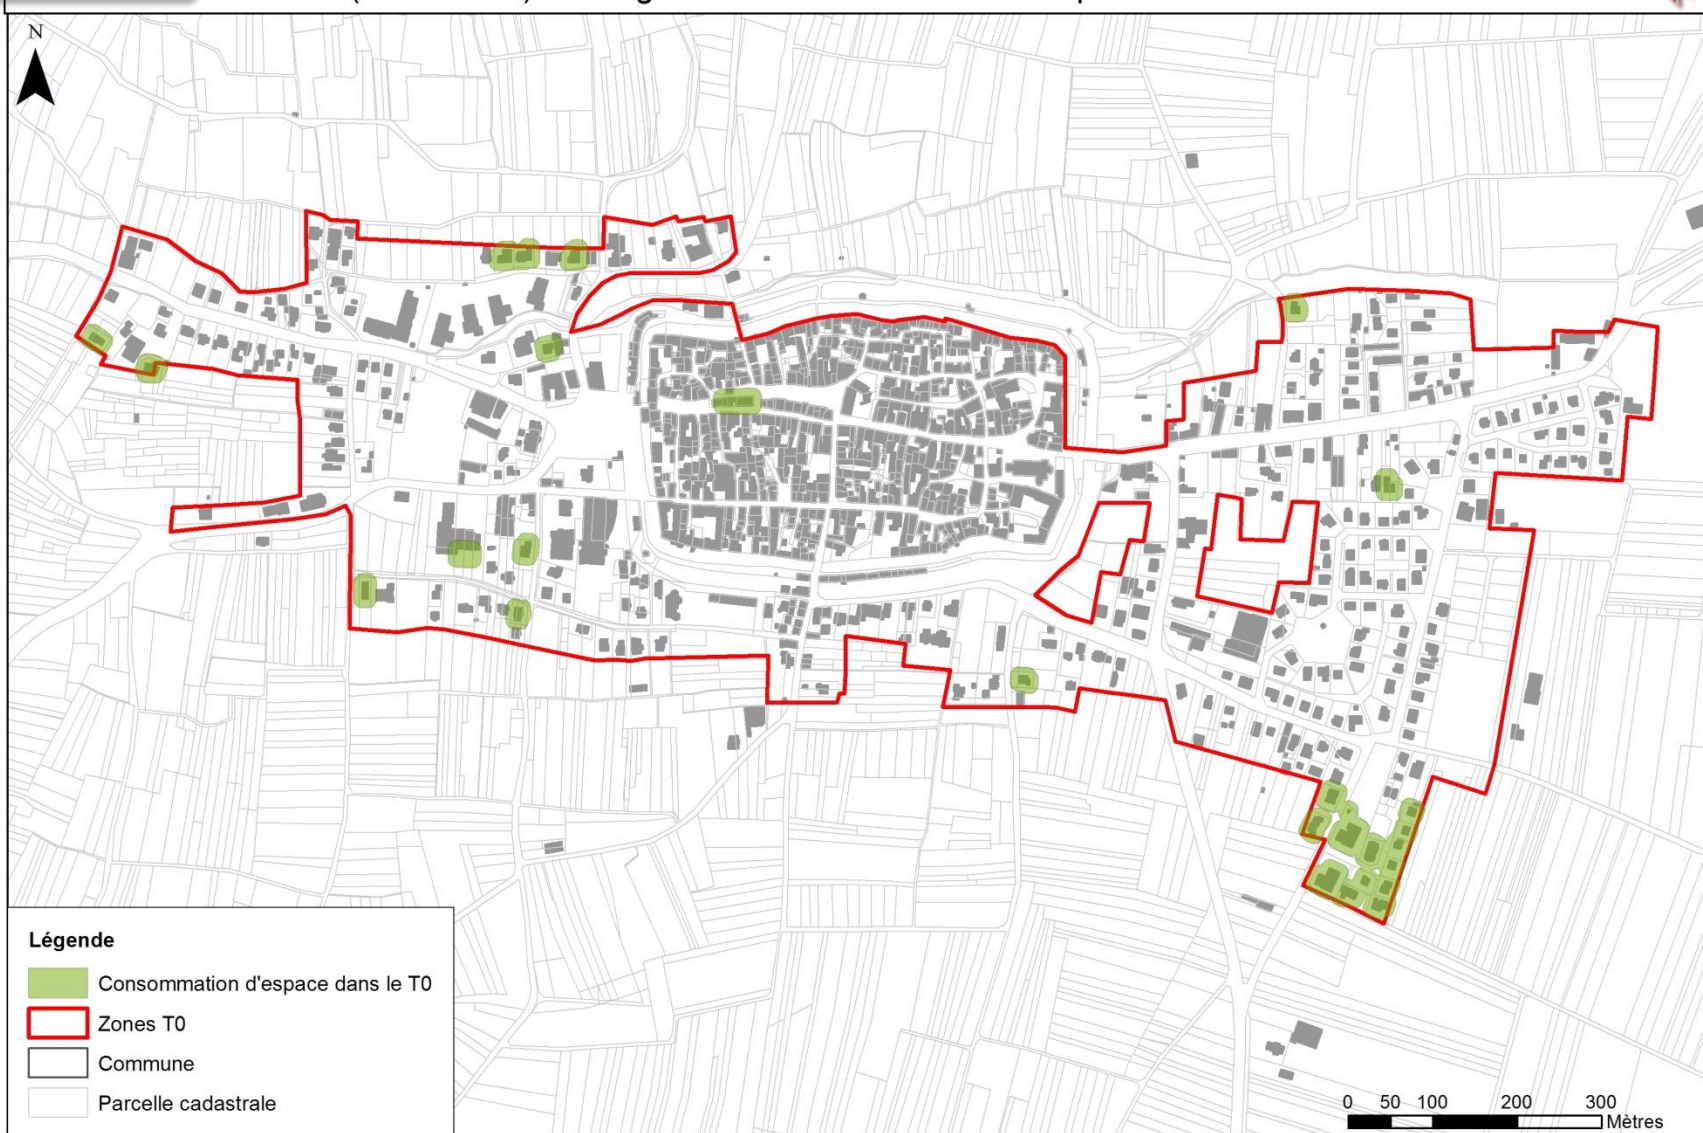 N
Légende
Consommation d'espace dans le T0
Zones T0
Commune
Parcelle cadastrale
0 50 100 200 300
Mètres